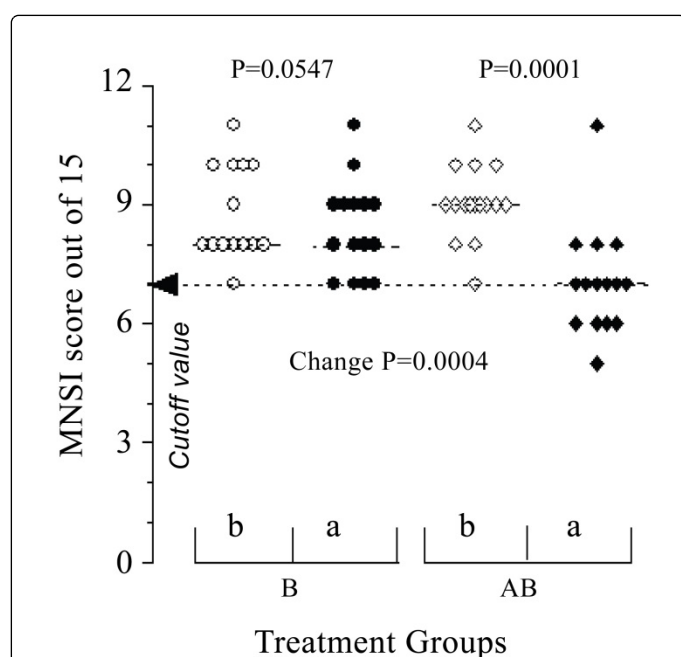 P=0.0547 P=0.0001
12
9
6
3
0
MNSI score out of 15
Cutoff value
Change P=0.0004
b a b a
B AB
Treatment Groups